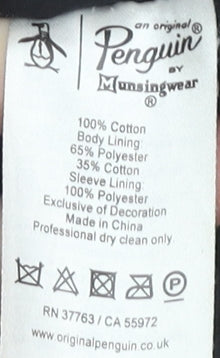 an original®
Penguin
BY
Munsingwear
®
100% Cotton
Body Lining:
65% Polyester
35% Cotton
Sleeve Lining:
100% Polyester
Exclusive of Decoration
Made in China
Professional dry clean only
P
RN 37763 / CA 55972
www.originalpenguin.co.uk